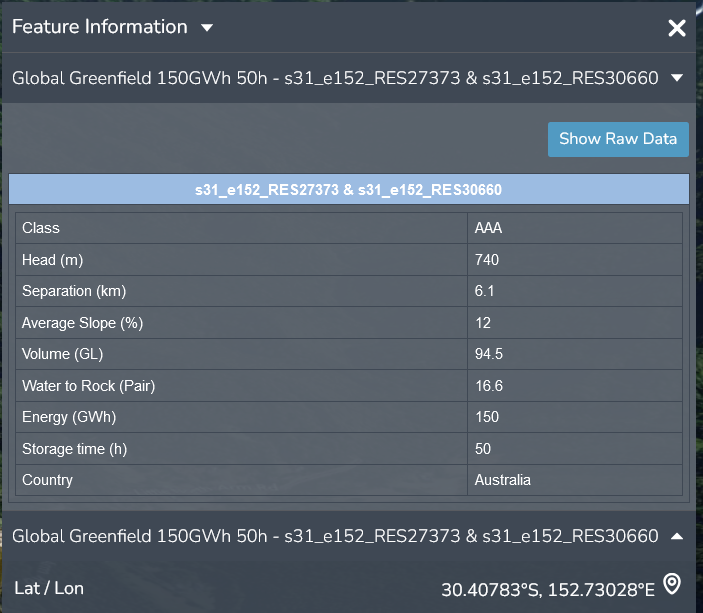 Feature Information
Global Greenfield 150GWh 50h - s31_e152_RES27373 & s31_e152_RES30660
Show Raw Data
s31_e152_RES27373 & s31_e152_RES30660
Class AAA
Head (m) 740
Separation (km) 6.1
Average Slope (%) 12
Volume (GL) 94.5
Water to Rock (Pair) 16.6
Energy (GWh) 150
Storage time (h) 50
Country Australia
Global Greenfield 150GWh 50h - s31_e152_RES27373 & s31_e152_RES30660
Lat / Lon 30.40783°S, 152.73028°E